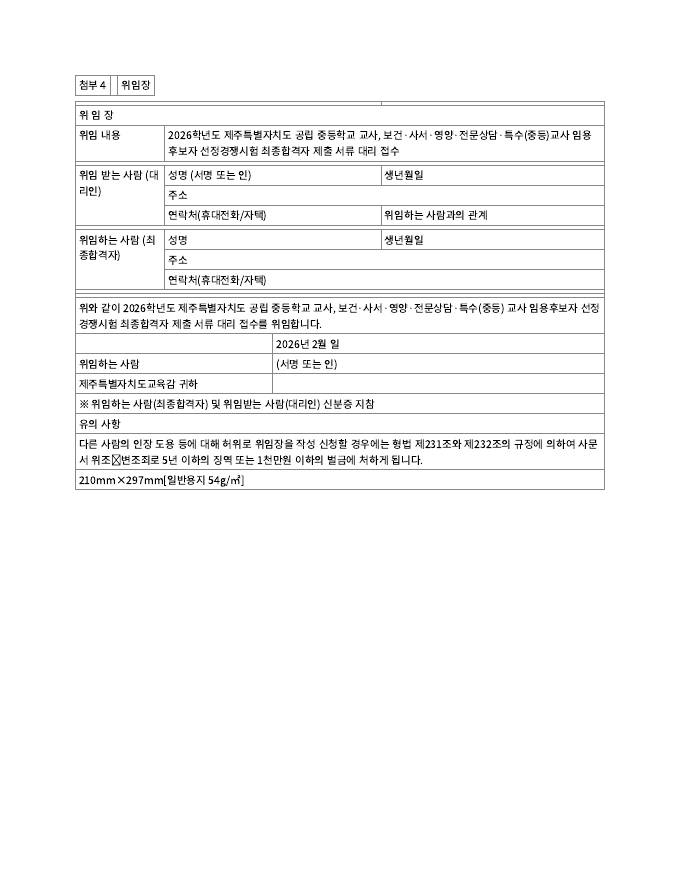 첨부 4 위임장
위 임 장
위임 내용
2026학년도 제주특별자치도 공립 중등학교 교사, 보건·사서·영양·전문상담·특수(중등)교사 임용
후보자 선정경쟁시험 최종합격자 제출 서류 대리 접수
위임 받는 사람 (대
리인)
성명 (서명 또는 인) 생년월일
주소
연락처(휴대전화/자택) 위임하는 사람과의 관계
위임하는 사람 (최
종합격자)
성명 생년월일
주소
연락처(휴대전화/자택)
위와 같이 2026학년도 제주특별자치도 공립 중등학교 교사, 보건·사서·영양·전문상담·특수(중등) 교사 임용후보자 선정
경쟁시험 최종합격자 제출 서류 대리 접수를 위임합니다.
2026년 2월 일
위임하는 사람 (서명 또는 인)
제주특별자치도교육감 귀하
※ 위임하는 사람(최종합격자) 및 위임받는 사람(대리인) 신분증 지참
유의 사항
다른 사람의 인장 도용 등에 대해 허위로 위임장을 작성 신청할 경우에는 형법 제231조와 제232조의 규정에 의하여 사문
서 위조변조죄로 5년 이하의 징역 또는 1천만원 이하의 벌금에 처하게 됩니다.
210mm×297mm[일반용지 54g/㎡]